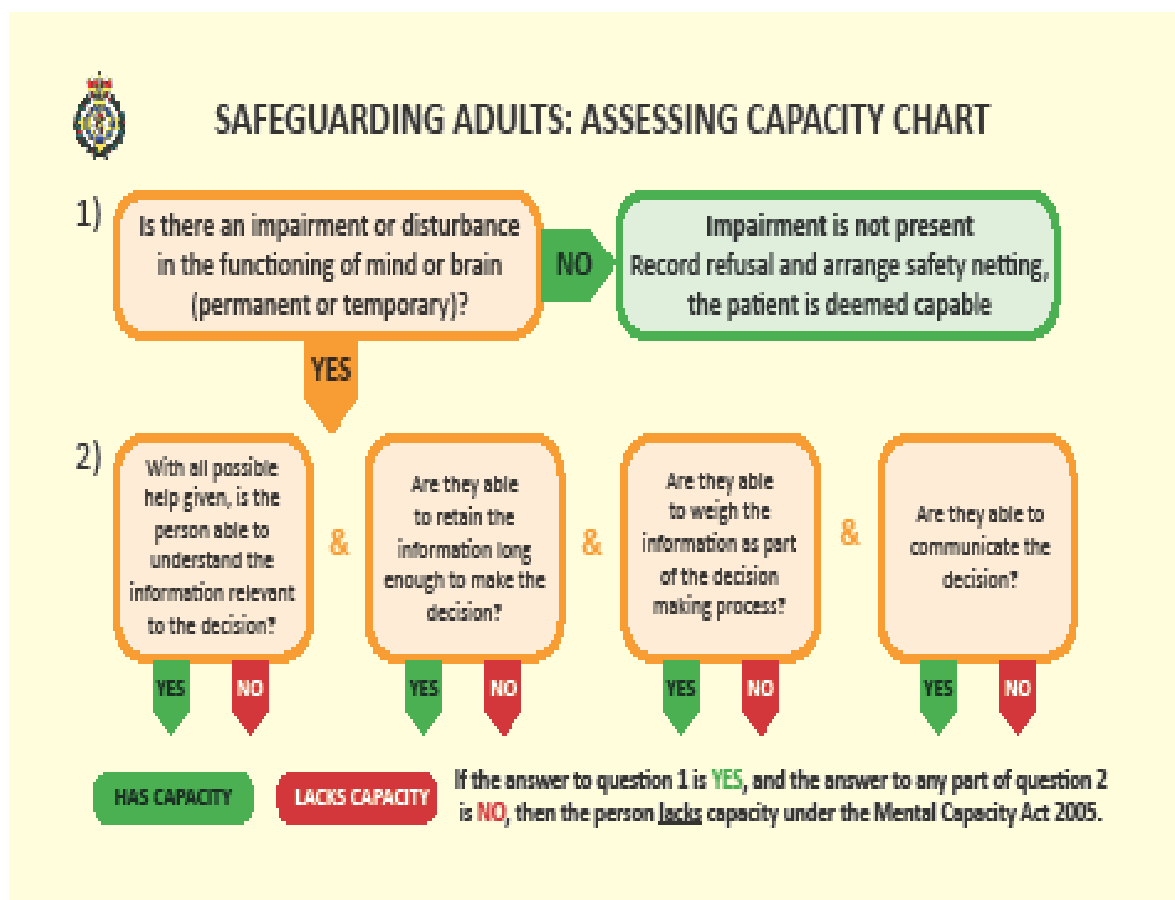 SAFEGUARDING ADULTS: ASSESSING CAPACITY CHART
1)
Is there an impairment or disturbance
in the functioning of mind or brain
(permanent or temporary)?
NO
Impairment is not present
Record refusal and arrange safety netting,
the patient is deemed capable
YES
2)
With all possible
help given, is the
person able to
understand the
information relevant
to the decision?
&
Are they able
to retain the
information long
enough to make the
decision?
&
Are they able
to weigh the
information as part
of the decision
making process?
&
Are they able to
communicate the
decision?
YES NO
YES NO
YES NO
YES NO
HAS CAPACITY
LACKS CAPACITY
If the answer to question 1 is YES, and the answer to any part of question 2
is NO, then the person lacks capacity under the Mental Capacity Act 2005.